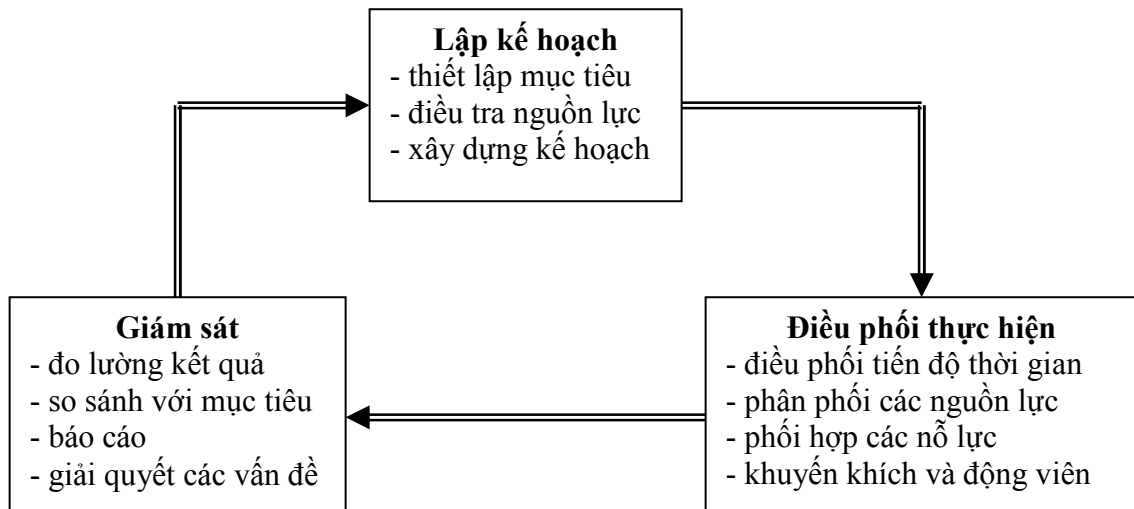 Lập kế hoạch
- thiết lập mục tiêu
- điều tra nguồn lực
- xây dựng kế hoạch
Giám sát
- đo lường kết quả
- so sánh với mục tiêu
- báo cáo
- giải quyết các vấn đề
Điều phối thực hiện
- điều phối tiến độ thời gian
- phân phối các nguồn lực
- phối hợp các nỗ lực
- khuyến khích và động viên